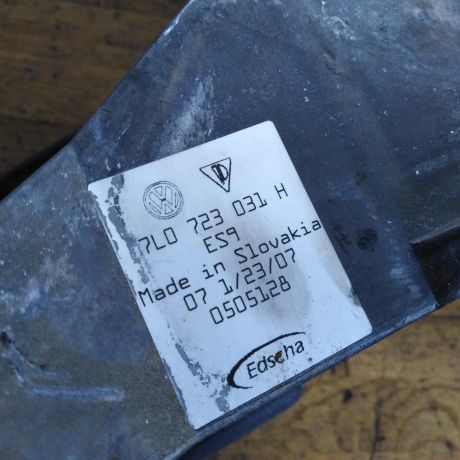 7L0 723 031 H
ES9
Made in Slovakia
07 1/23/07
0505128
Edscha